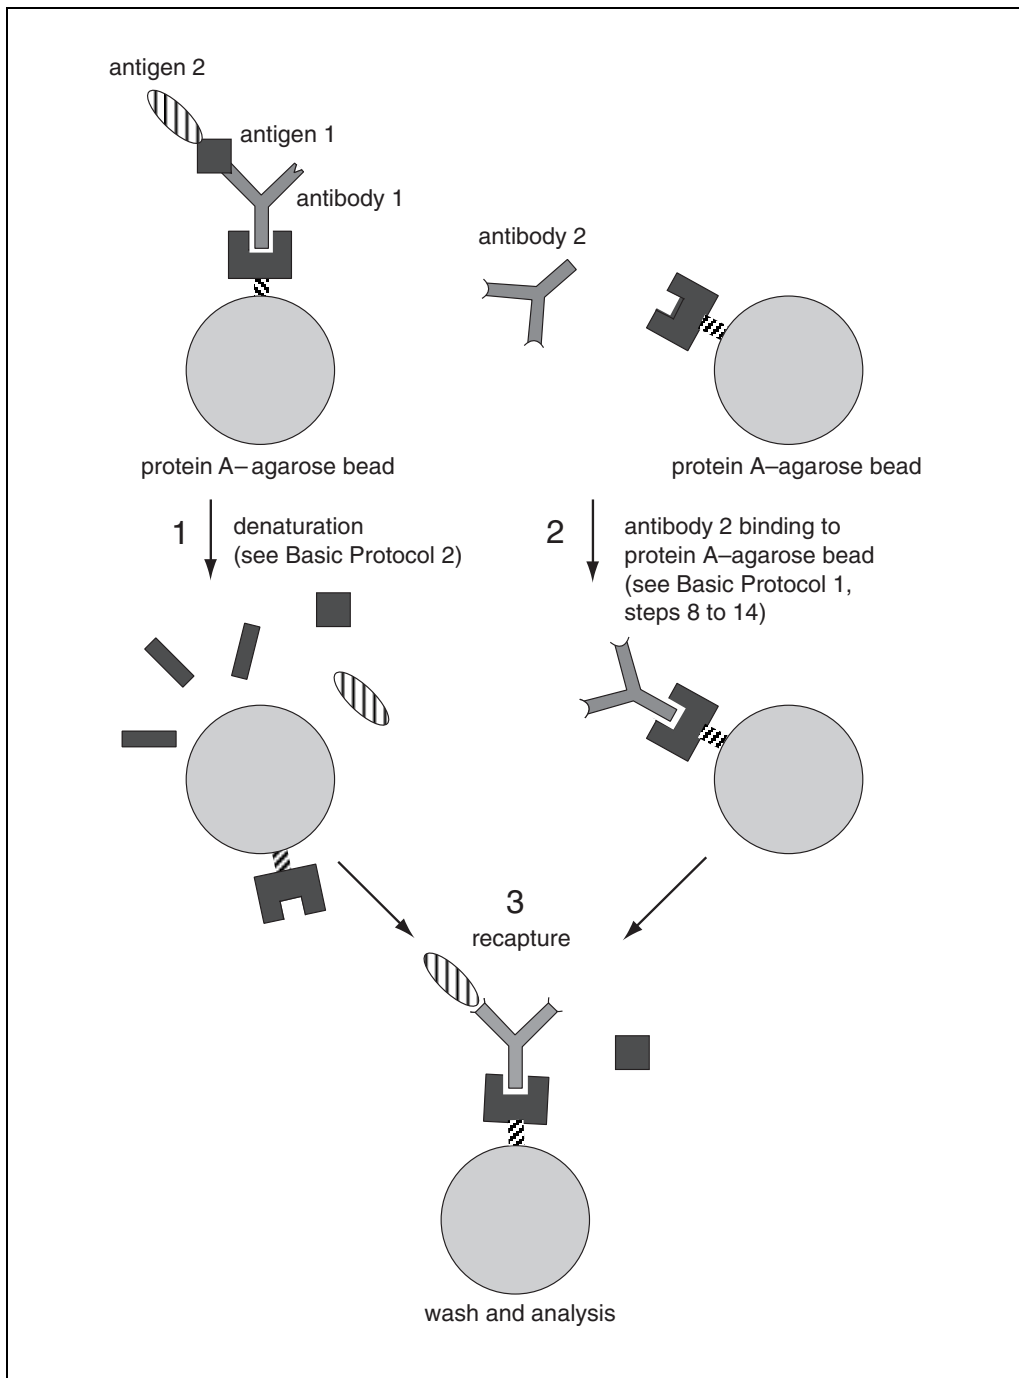 antigen 2
antigen 1
antibody 1
antibody 2
protein A–agarose bead
protein A–agarose bead
1
denaturation
(see Basic Protocol 2)
2
antibody 2 binding to
protein A–agarose bead
(see Basic Protocol 1,
steps 8 to 14)
3
recapture
wash and analysis